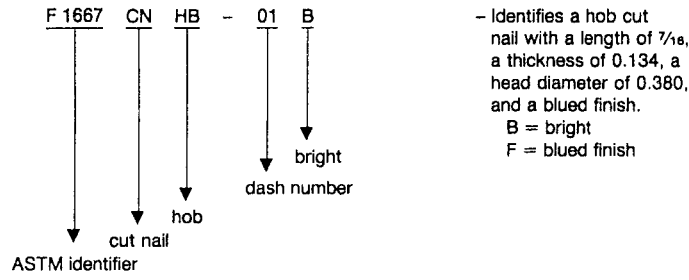 F 1667 CN HB - 01 B
bright
dash number
hob
cut nail
ASTM identifier
– Identifies a hob cut
nail with a length of 7/16,
a thickness of 0.134, a
head diameter of 0.380,
and a blued finish.
B = bright
F = blued finish